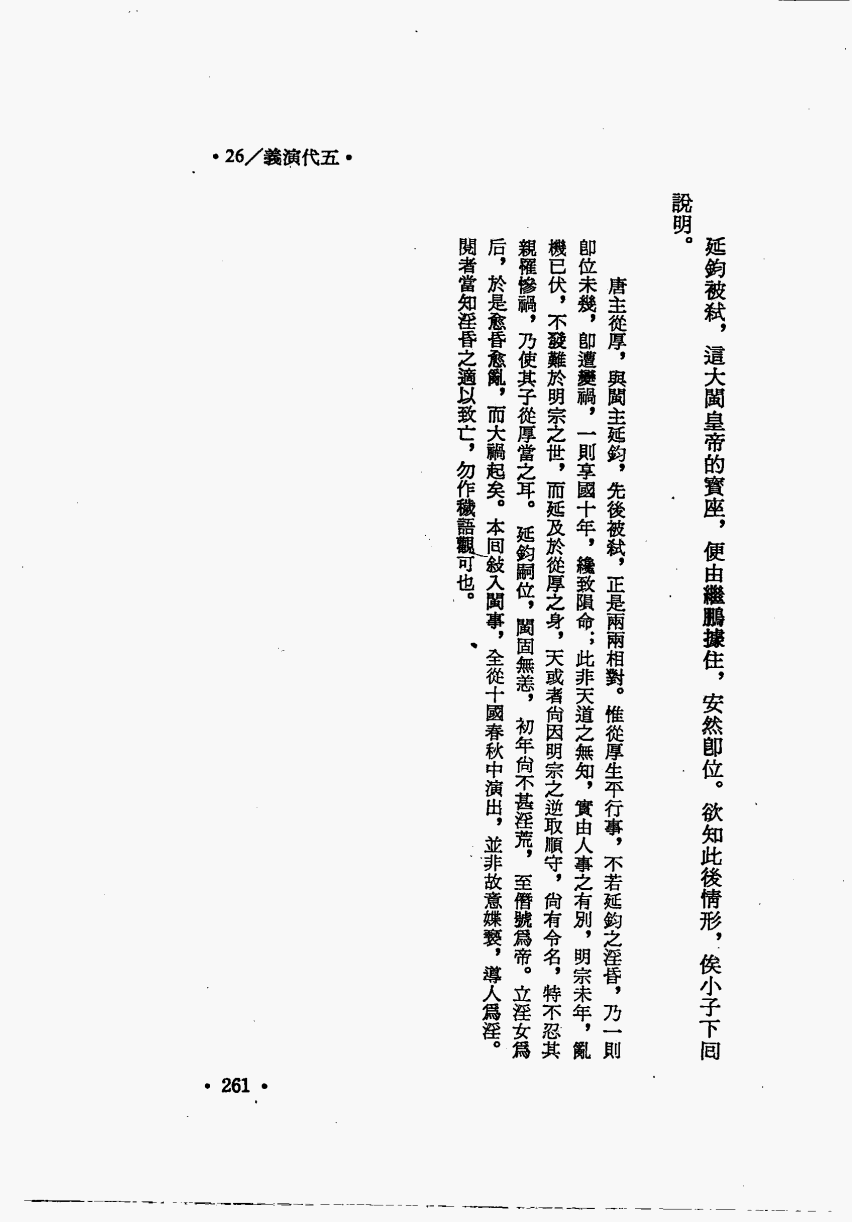 •26／義演代五•
延鈞被弒，這大閩皇帝的寳座，便由繼鵬據住，安然卽位。欲知此後情形，俟小子下囘
說明。
唐主從厚，與閩主延鈞，先後被弒，正是兩兩相對。惟從厚生平行事，不若延鈞之淫昏，乃一則
卽位未幾，卽遭變禍，一則享國十年，纔致隕命；此非天道之無知，實由人事之有別，明宗未年，亂
機已伏，不發難於明宗之世，而延及於從厚之身，天或者尙因明宗之逆取順守，尙有令名，特不忍其
親罹慘禍，乃使其子從厚當之耳。延鈞嗣位，閩固無恙，初年尙不甚淫荒，至僭號爲帝。立淫女爲
后，於是愈昏愈亂，而大禍起矣。本囘敍入閩事，全從十國春秋中演出，並非故意媟褻，導人爲淫。
閱者當知淫昏之適以致亡，勿作穢語觀可也。
•261•